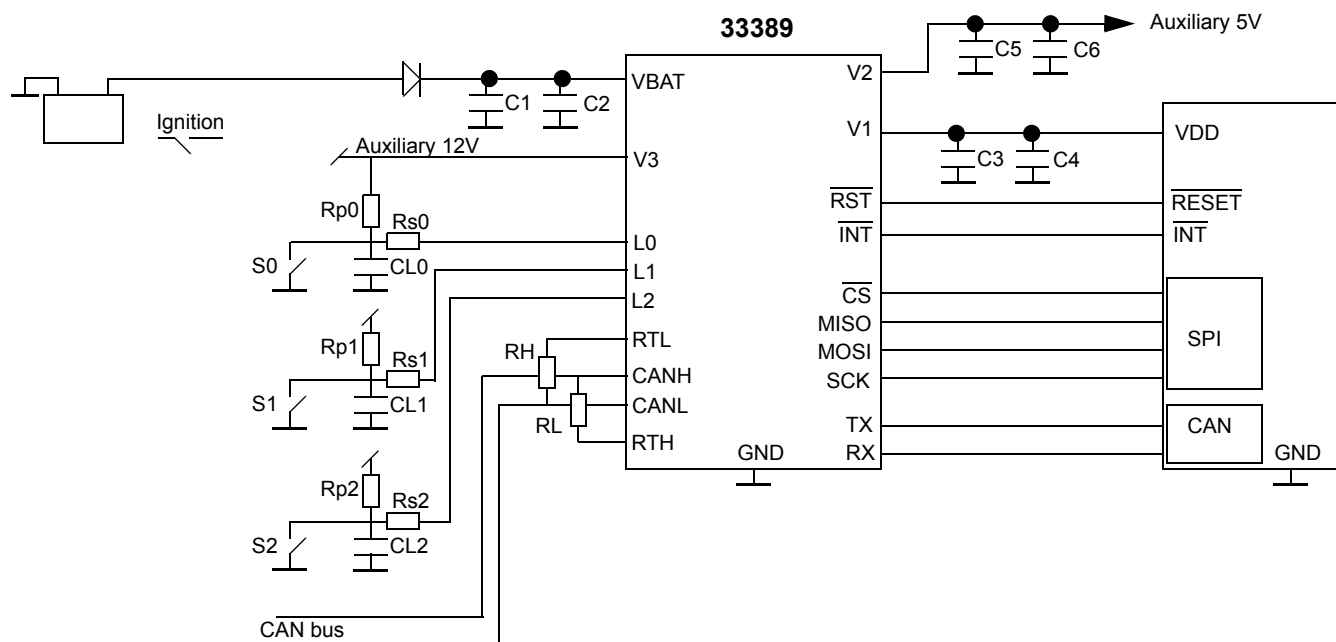 33389
Auxiliary 5V
C5
C6
V2
VBAT
C1
C2
Ignition
V1
VDD
Auxiliary 12V
V3
C3
C4
RST
RESET
Rp0
Rs0
INT
INT
L0
S0
CL0
L1
CS
L2
MISO
SPI
Rp1
Rs1
RH
RTL
MOSI
CANH
SCK
S1
CL1
CANL
RL
TX
CAN
RTH
RX
GND
GND
Rp2
Rs2
S2
CL2
CAN bus